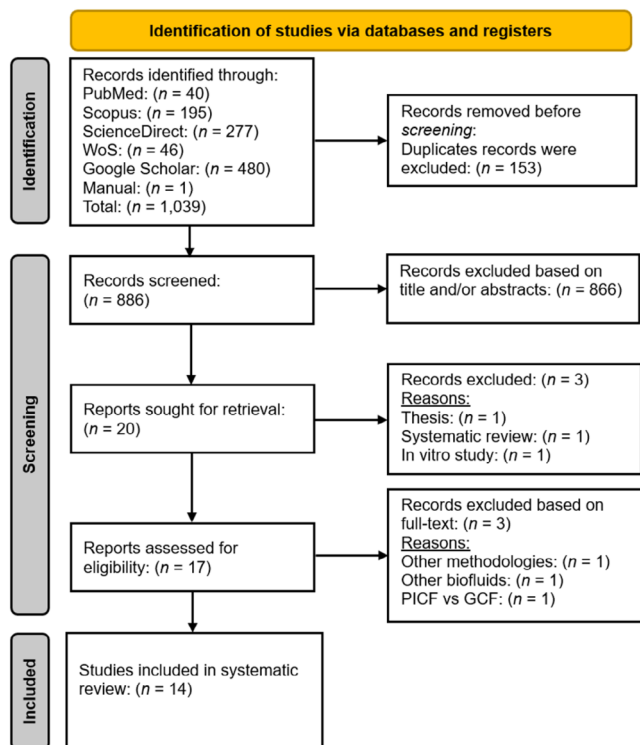 Identification of studies via databases and registers
Identification
Records identified through:
PubMed: (n = 40)
Scopus: (n = 195)
ScienceDirect: (n = 277)
WoS: (n = 46)
Google Scholar: (n = 480)
Manual: (n = 1)
Total: (n = 1,039)
Records removed before
screening:
Duplicates records were
excluded: (n = 153)
Screening
Records screened:
(n = 886)
Records excluded based on
title and/or abstracts: (n = 866)
Reports sought for retrieval:
(n = 20)
Records excluded: (n = 3)
Reasons:
Thesis: (n = 1)
Systematic review: (n = 1)
In vitro study: (n = 1)
Reports assessed for
eligibility: (n = 17)
Records excluded based on
full-text: (n = 3)
Reasons:
Other methodologies: (n = 1)
Other biofluids: (n = 1)
PICF vs GCF: (n = 1)
Included
Studies included in systematic
review: (n = 14)